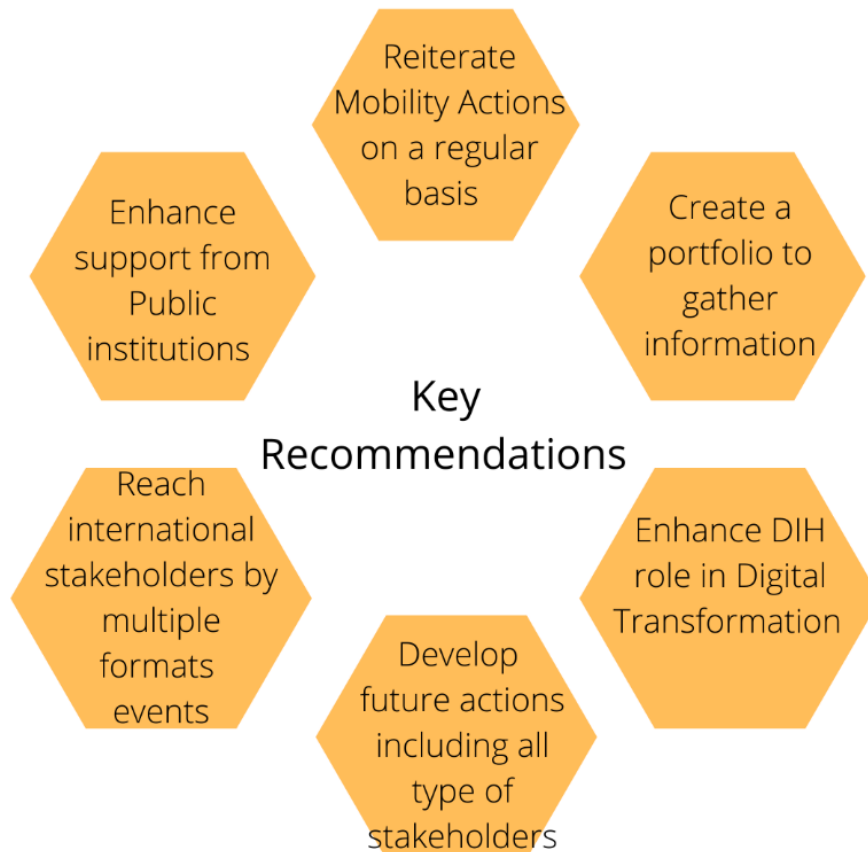 Reiterate
Mobility Actions
on a regular
basis
Enhance
support from
Public
institutions
Create a
portfolio to
gather
information
Key
Recommendations
Reach
international
stakeholders by
multiple
formats
events
Enhance DIH
role in Digital
Transformation
Develop
future actions
including all
type of
stakeholders